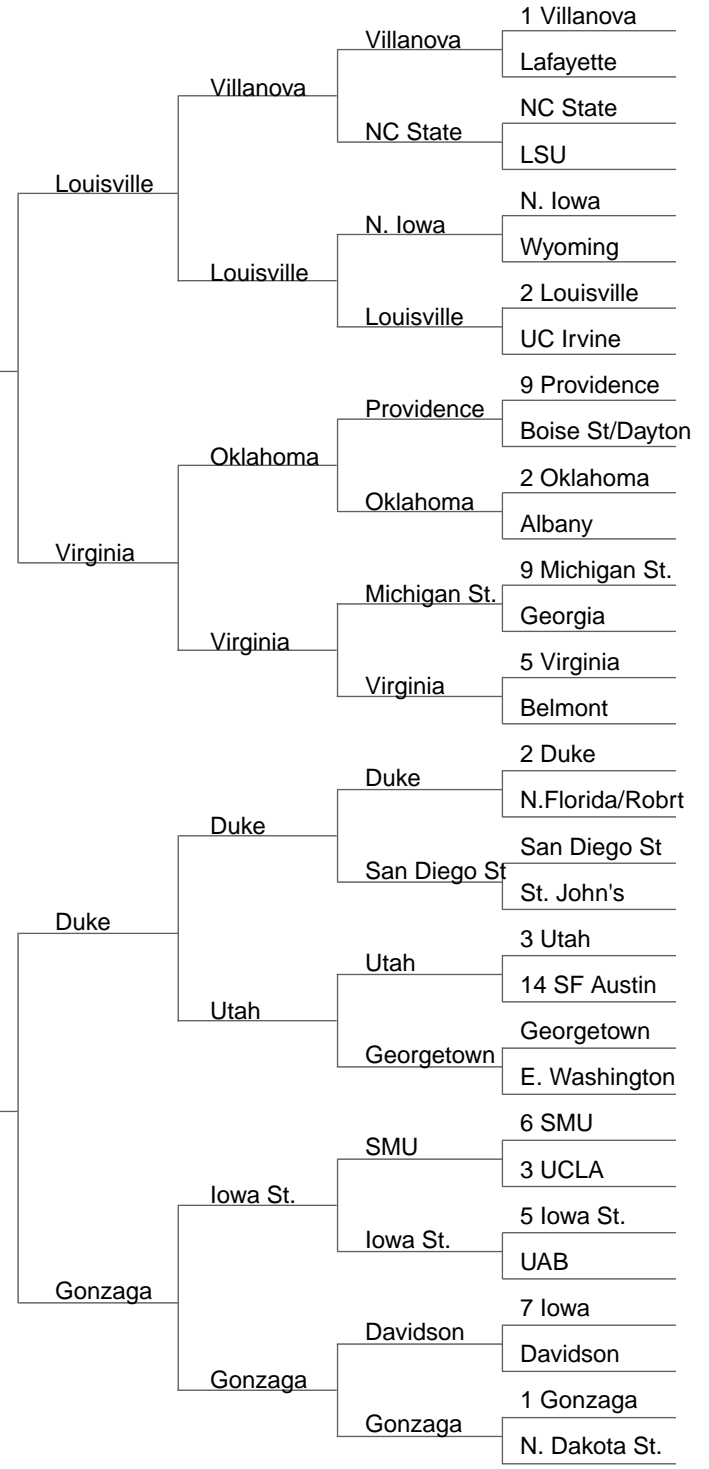 1 Villanova
Villanova
Lafayette
Villanova
NC State
NC State
LSU
Louisville
N. Iowa
N. Iowa
Wyoming
Louisville
2 Louisville
Louisville
UC Irvine
9 Providence
Providence
Boise St/Dayton
Oklahoma
2 Oklahoma
Oklahoma
Albany
Virginia
9 Michigan St.
Michigan St.
Georgia
Virginia
5 Virginia
Virginia
Belmont
2 Duke
Duke
N.Florida/Robrt
Duke
San Diego St
San Diego St
St. John's
Duke
3 Utah
Utah
14 SF Austin
Utah
Georgetown
Georgetown
E. Washington
6 SMU
SMU
3 UCLA
Iowa St.
5 Iowa St.
Iowa St.
UAB
Gonzaga
7 Iowa
Davidson
Davidson
Gonzaga
1 Gonzaga
Gonzaga
N. Dakota St.